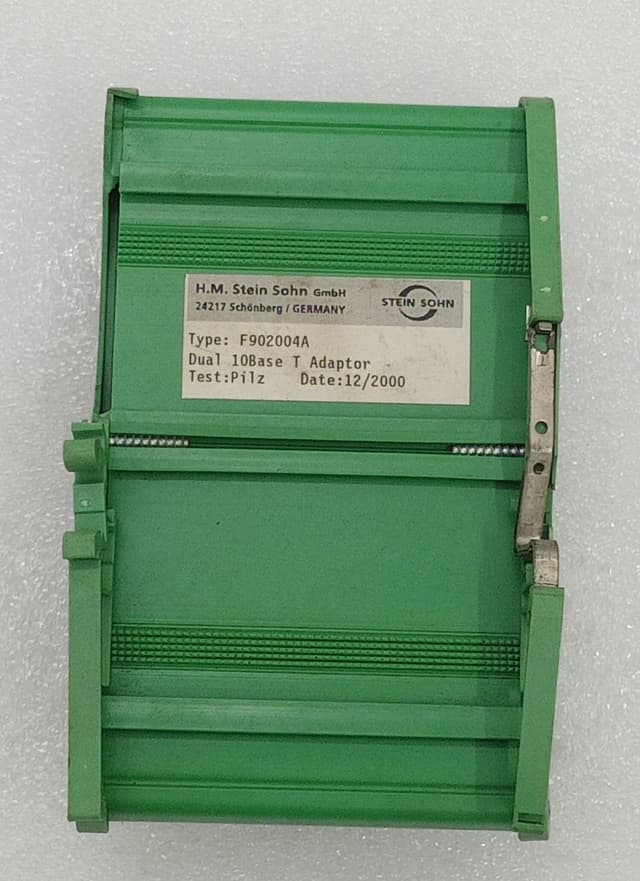 H.M. Stein Sohn GmbH
24217 Schönberg / GERMANY
STEIN SOHN
Type: F902004A
Dual 10Base T Adaptor
Test:Pilz Date:12/2000